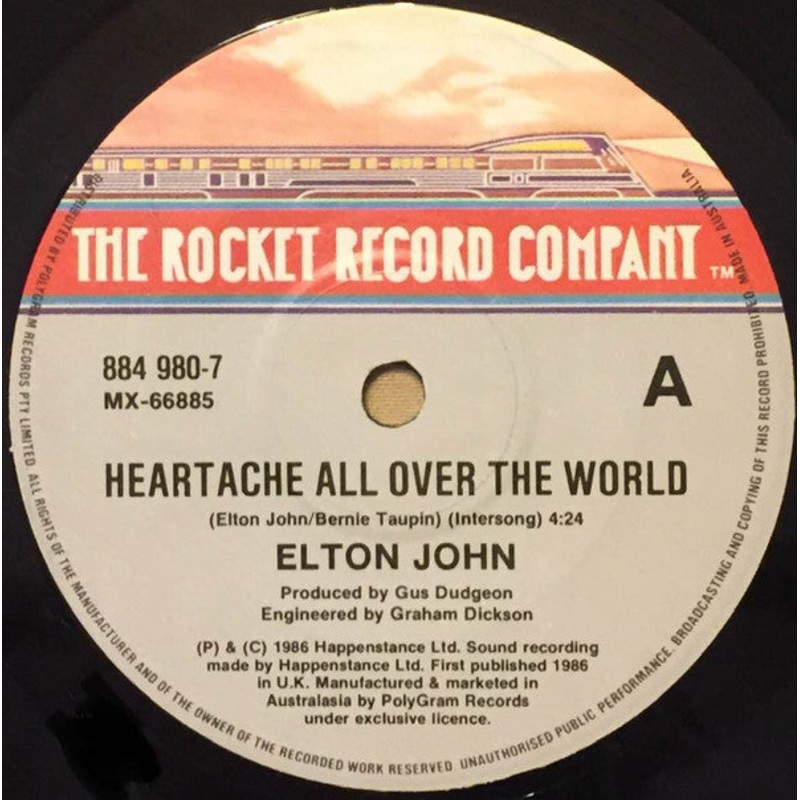 THE ROCKET RECORD COMPANY TM
884 980-7
MX-66885
A
HEARTACHE ALL OVER THE WORLD
(Elton John/Bernie Taupin) (Intersong) 4:24
ELTON JOHN
Produced by Gus Dudgeon
Engineered by Graham Dickson
(P) & (C) 1986 Happenstance Ltd. Sound recording
made by Happenstance Ltd. First published 1986
in U.K. Manufactured & marketed in
Australasia by PolyGram Records
under exclusive licence.
DISTRIBUTED BY POLYGRAM RECORDS PTY LIMITED. ALL RIGHTS OF THE MANUFACTURER AND OF THE OWNER OF THE RECORDED WORK RESERVED. UNAUTHORISED PUBLIC PERFORMANCE, BROADCASTING AND COPYING OF THIS RECORD PROHIBITED MADE IN AUSTRALIA